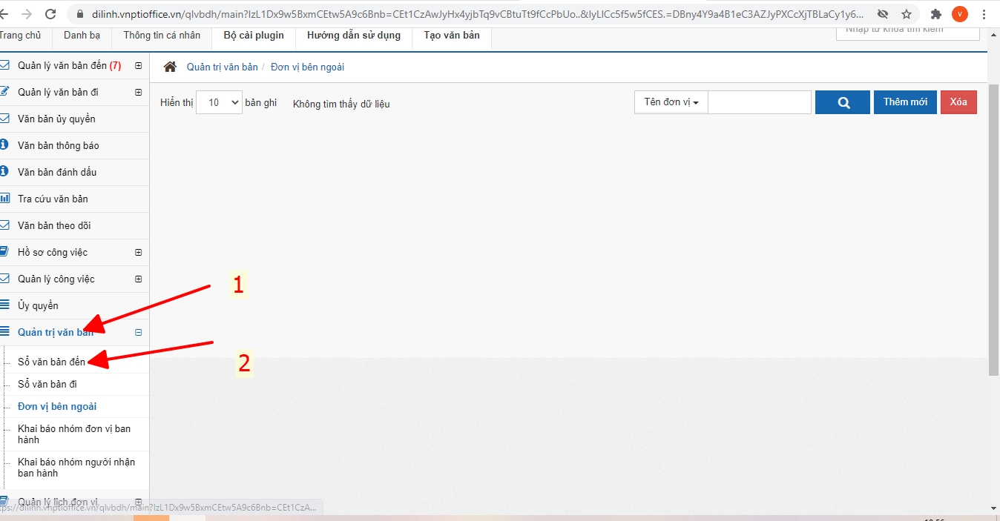 dilinh.vnptioffice.vn/qlvbdh/main?lzL1Dx9w5BxmCEtw5A9c6Bnb=CEt1CzAwJyHx4yjbTq9vCBtuTt9fCcPbUo..&IyLlCc5f5w5fCES.=DBny4Y9a4B1eC3AZJyPXCcXjTBLaCy1y6...
V
Trang chủ Danh bạ Thông tin cá nhân Bộ cài plugin Hướng dẫn sử dụng Tạo văn bản Nhập từ khóa tìm kiếm
Quản lý văn bản đến (7)
Quản lý văn bản đi
Văn bản ủy quyền
Văn bản thông báo
Văn bản đánh dấu
Tra cứu văn bản
Văn bản theo dõi
Hồ sơ công việc
Quản lý công việc
Ủy quyền
Quản trị văn bản
Sổ văn bản đến
Sổ văn bản đi
Đơn vị bên ngoài
Khai báo nhóm đơn vị ban
hành
Khai báo nhóm người nhận
ban hành
Quản lý lịch đơn vị
tps://dilinh.vnptioffice.vn/qlvbdh/main?lzL1Dx9w5BxmCEtw5A9c6Bnb=CEt1CzA...
Quản trị văn bản / Đơn vị bên ngoài
Hiển thị 10 bản ghi Không tìm thấy dữ liệu Tên đơn vị Thêm mới Xóa
1
2